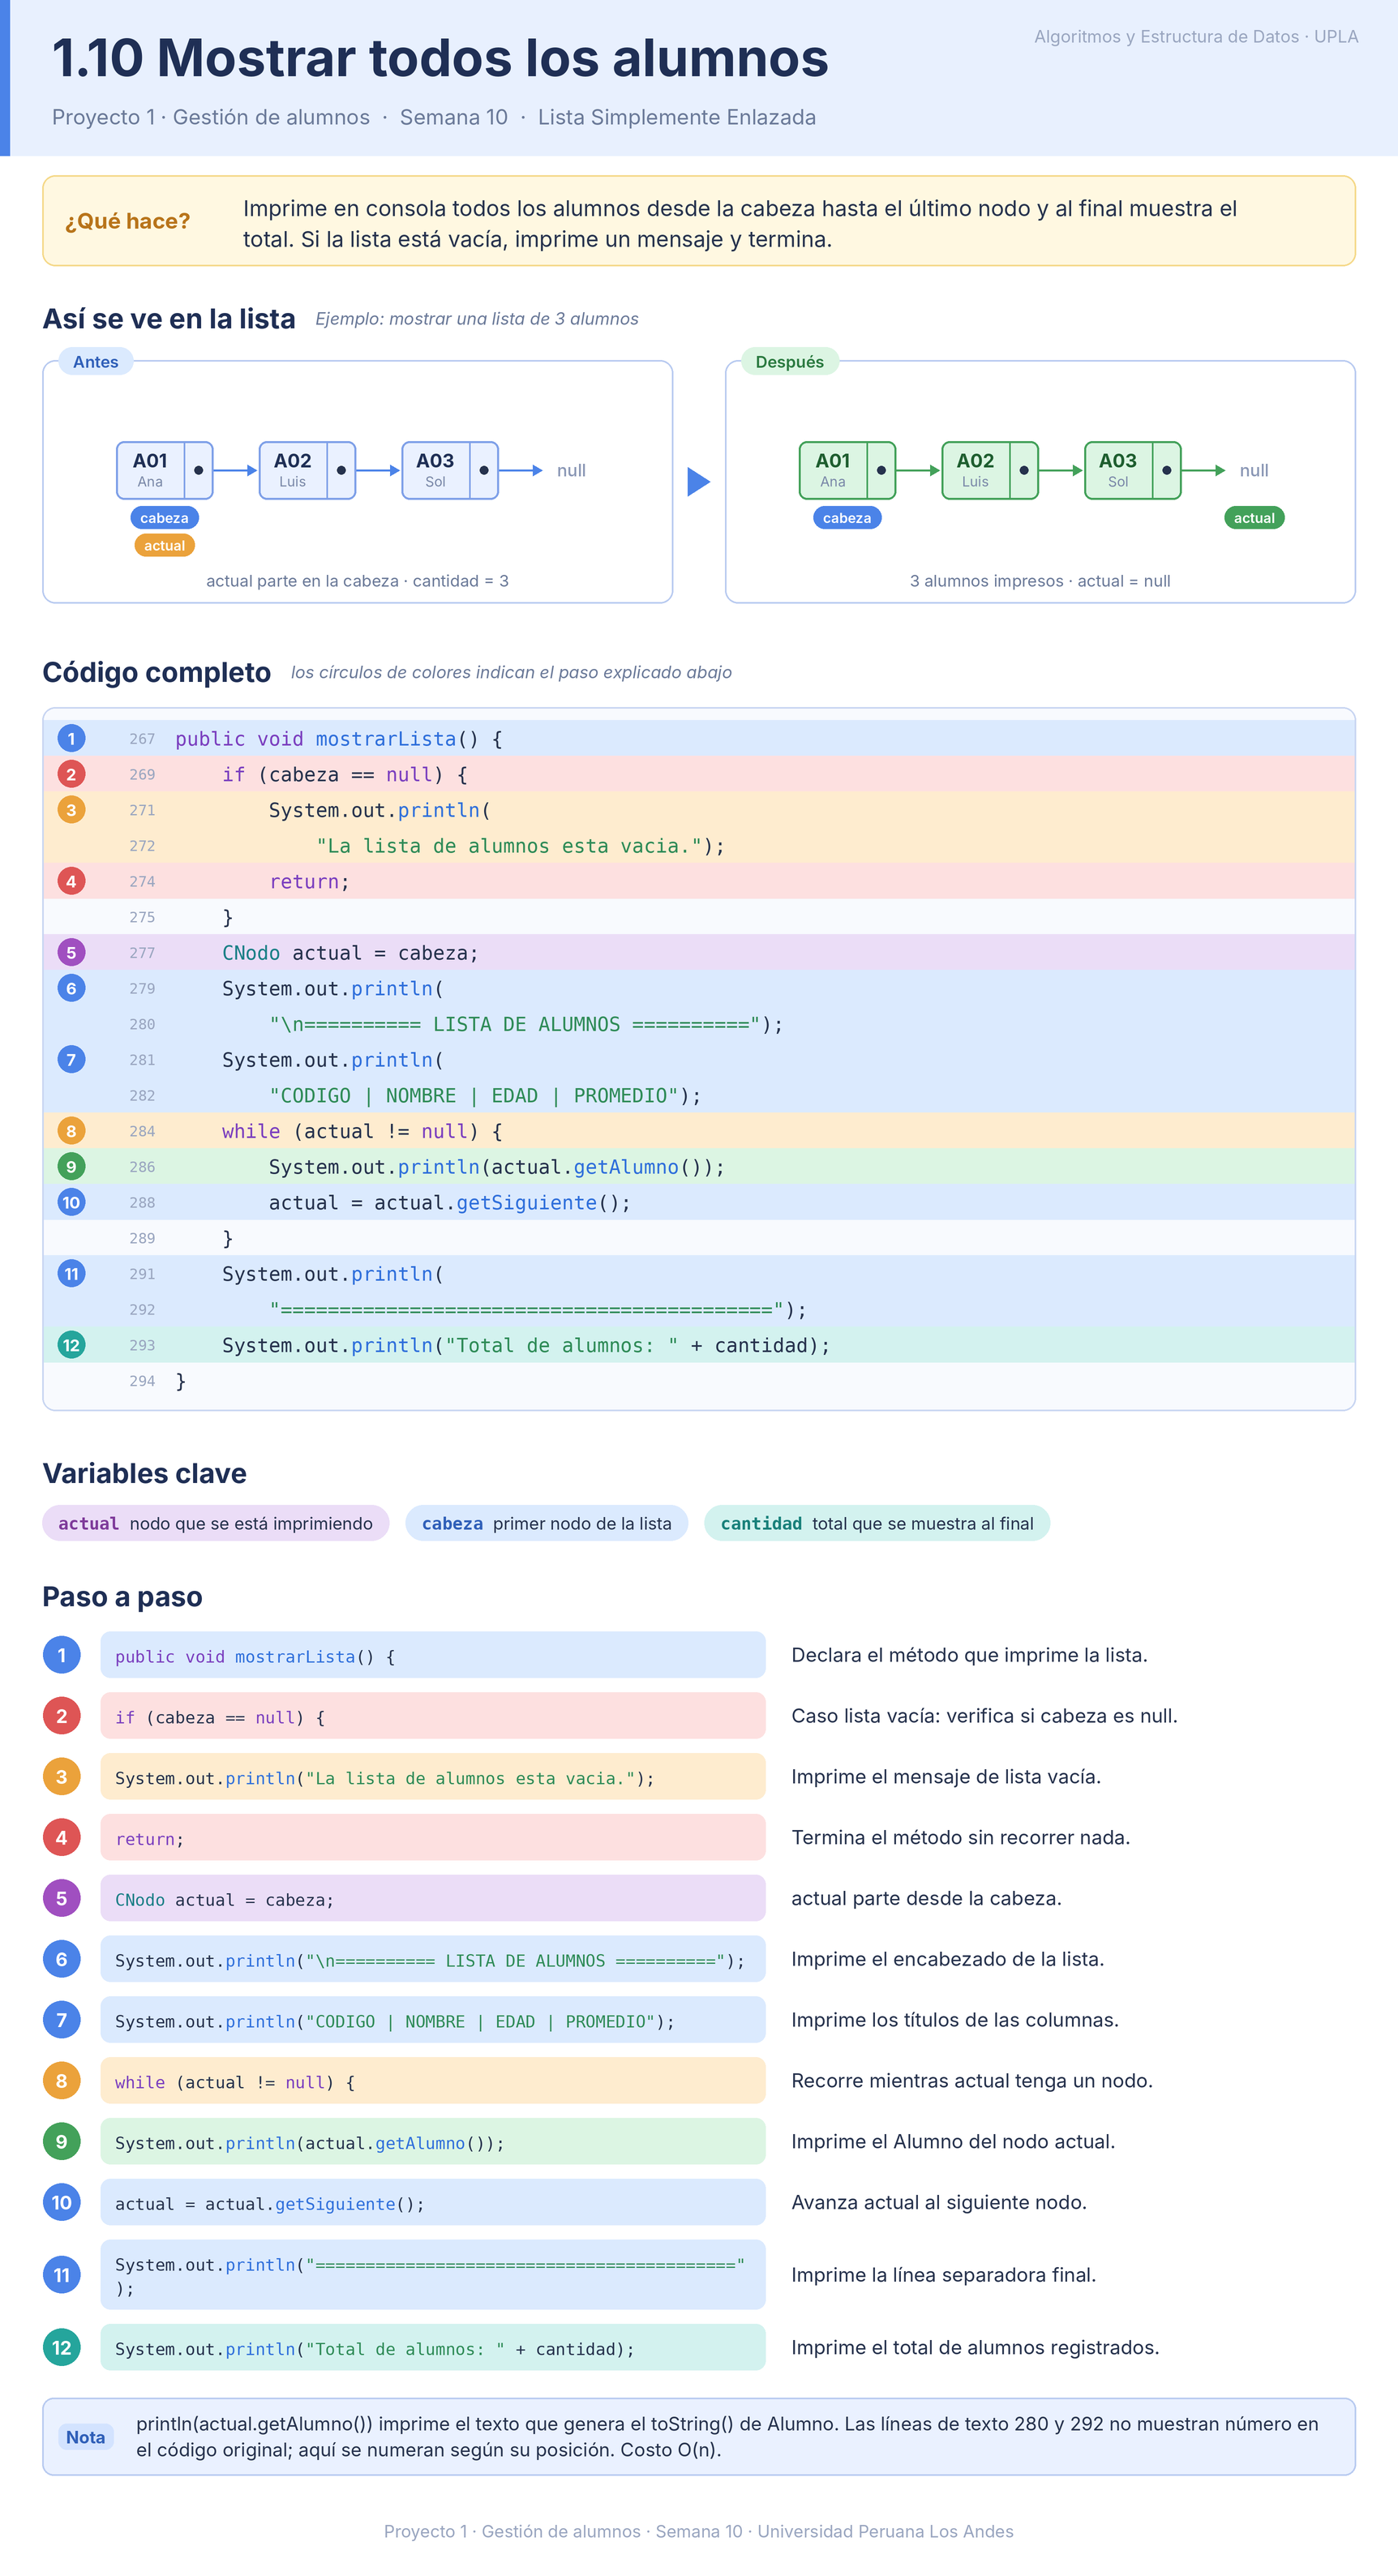 1.10 Mostrar todos los alumnos
Algoritmos y Estructura de Datos · UPLA
Proyecto 1 · Gestión de alumnos · Semana 10 · Lista Simplemente Enlazada
¿Qué hace?
Imprime en consola todos los alumnos desde la cabeza hasta el último nodo y al final muestra el
total. Si la lista está vacía, imprime un mensaje y termina.
Así se ve en la lista Ejemplo: mostrar una lista de 3 alumnos
Antes
A01 A02 A03
Ana Luis Sol
null
cabeza
actual
actual parte en la cabeza · cantidad = 3
Después
A01 A02 A03
Ana Luis Sol
null
cabeza actual
3 alumnos impresos · actual = null
Código completo los círculos de colores indican el paso explicado abajo
1 267 public void mostrarLista() {
2 269 if (cabeza == null) {
3 271 System.out.println(
272 "La lista de alumnos esta vacia.");
4 274 return;
275 }
5 277 CNodo actual = cabeza;
6 279 System.out.println(
280 "\n========== LISTA DE ALUMNOS ==========");
7 281 System.out.println(
282 "CODIGO | NOMBRE | EDAD | PROMEDIO");
8 284 while (actual != null) {
9 286 System.out.println(actual.getAlumno());
10 288 actual = actual.getSiguiente();
289 }
11 291 System.out.println(
292 "==========================================");
12 293 System.out.println("Total de alumnos: " + cantidad);
294 }
Variables clave
actual nodo que se está imprimiendo
cabeza primer nodo de la lista
cantidad total que se muestra al final
Paso a paso
1 public void mostrarLista() { Declara el método que imprime la lista.
2 if (cabeza == null) { Caso lista vacía: verifica si cabeza es null.
3 System.out.println("La lista de alumnos esta vacia."); Imprime el mensaje de lista vacía.
4 return; Termina el método sin recorrer nada.
5 CNodo actual = cabeza; actual parte desde la cabeza.
6 System.out.println("\n========== LISTA DE ALUMNOS =========="); Imprime el encabezado de la lista.
7 System.out.println("CODIGO | NOMBRE | EDAD | PROMEDIO"); Imprime los títulos de las columnas.
8 while (actual != null) { Recorre mientras actual tenga un nodo.
9 System.out.println(actual.getAlumno()); Imprime el Alumno del nodo actual.
10 actual = actual.getSiguiente(); Avanza actual al siguiente nodo.
11 System.out.println("=========================================="
); Imprime la línea separadora final.
12 System.out.println("Total de alumnos: " + cantidad); Imprime el total de alumnos registrados.
Nota
println(actual.getAlumno()) imprime el texto que genera el toString() de Alumno. Las líneas de texto 280 y 292 no muestran número en
el código original; aquí se numeran según su posición. Costo O(n).
Proyecto 1 · Gestión de alumnos · Semana 10 · Universidad Peruana Los Andes